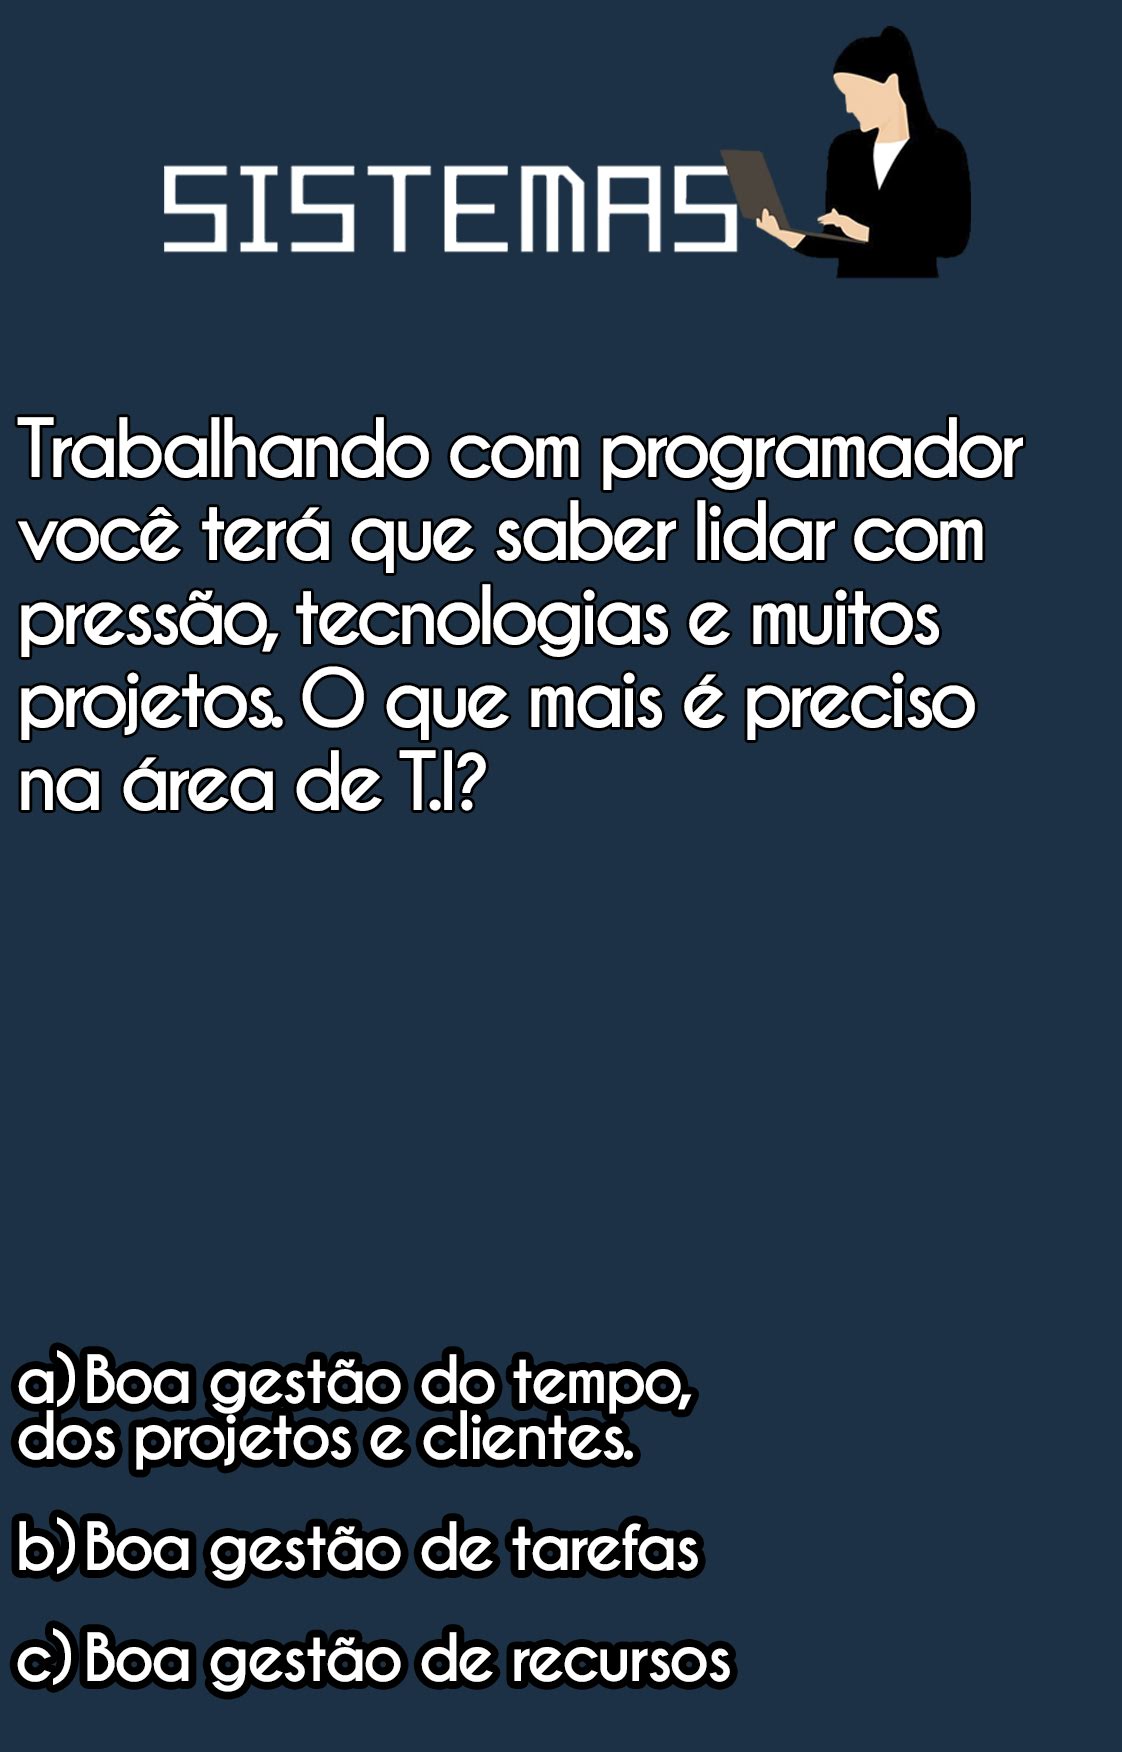 SISTEMAS
Trabalhando com programador
você terá que saber lidar com
pressão, tecnologias e muitos
projetos. O que mais é preciso
na área de T.I?
a)Boa gestão do tempo,
dos projetos e clientes.
b)Boa gestão de tarefas
c)Boa gestão de recursos